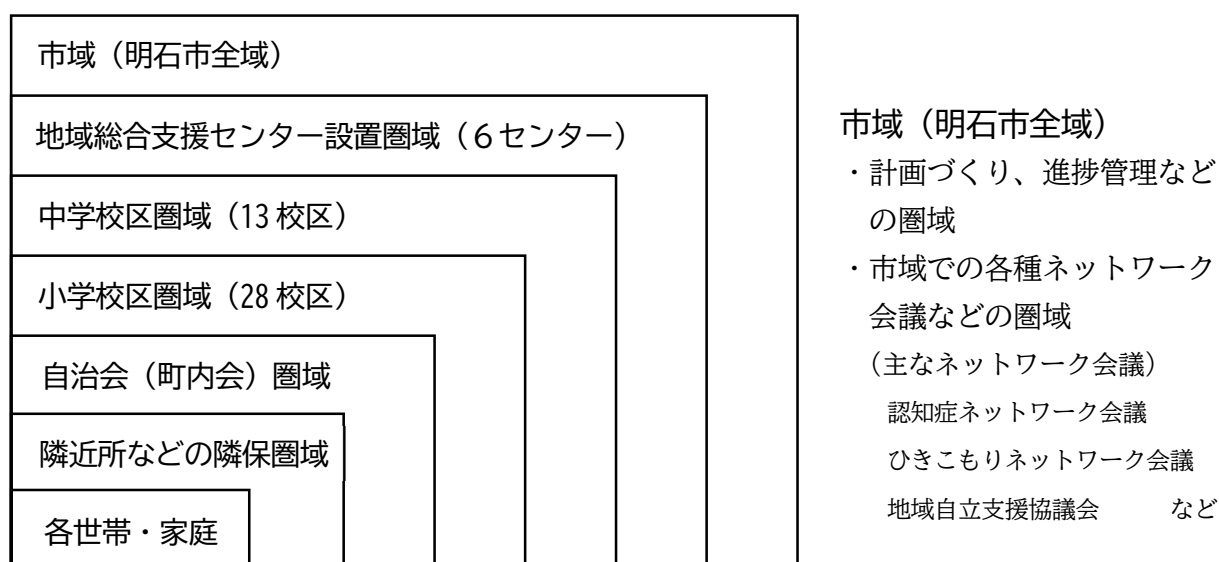 市域（明石市全域）
地域総合支援センター設置圏域（６センター）
中学校区圏域（13 校区）
小学校区圏域（28 校区）
自治会（町内会）圏域
隣近所などの隣保圏域
各世帯・家庭
市域（明石市全域）
・計画づくり、進捗管理など
の圏域
・市域での各種ネットワーク
会議などの圏域
（主なネットワーク会議）
認知症ネットワーク会議
ひきこもりネットワーク会議
地域自立支援協議会　　　など